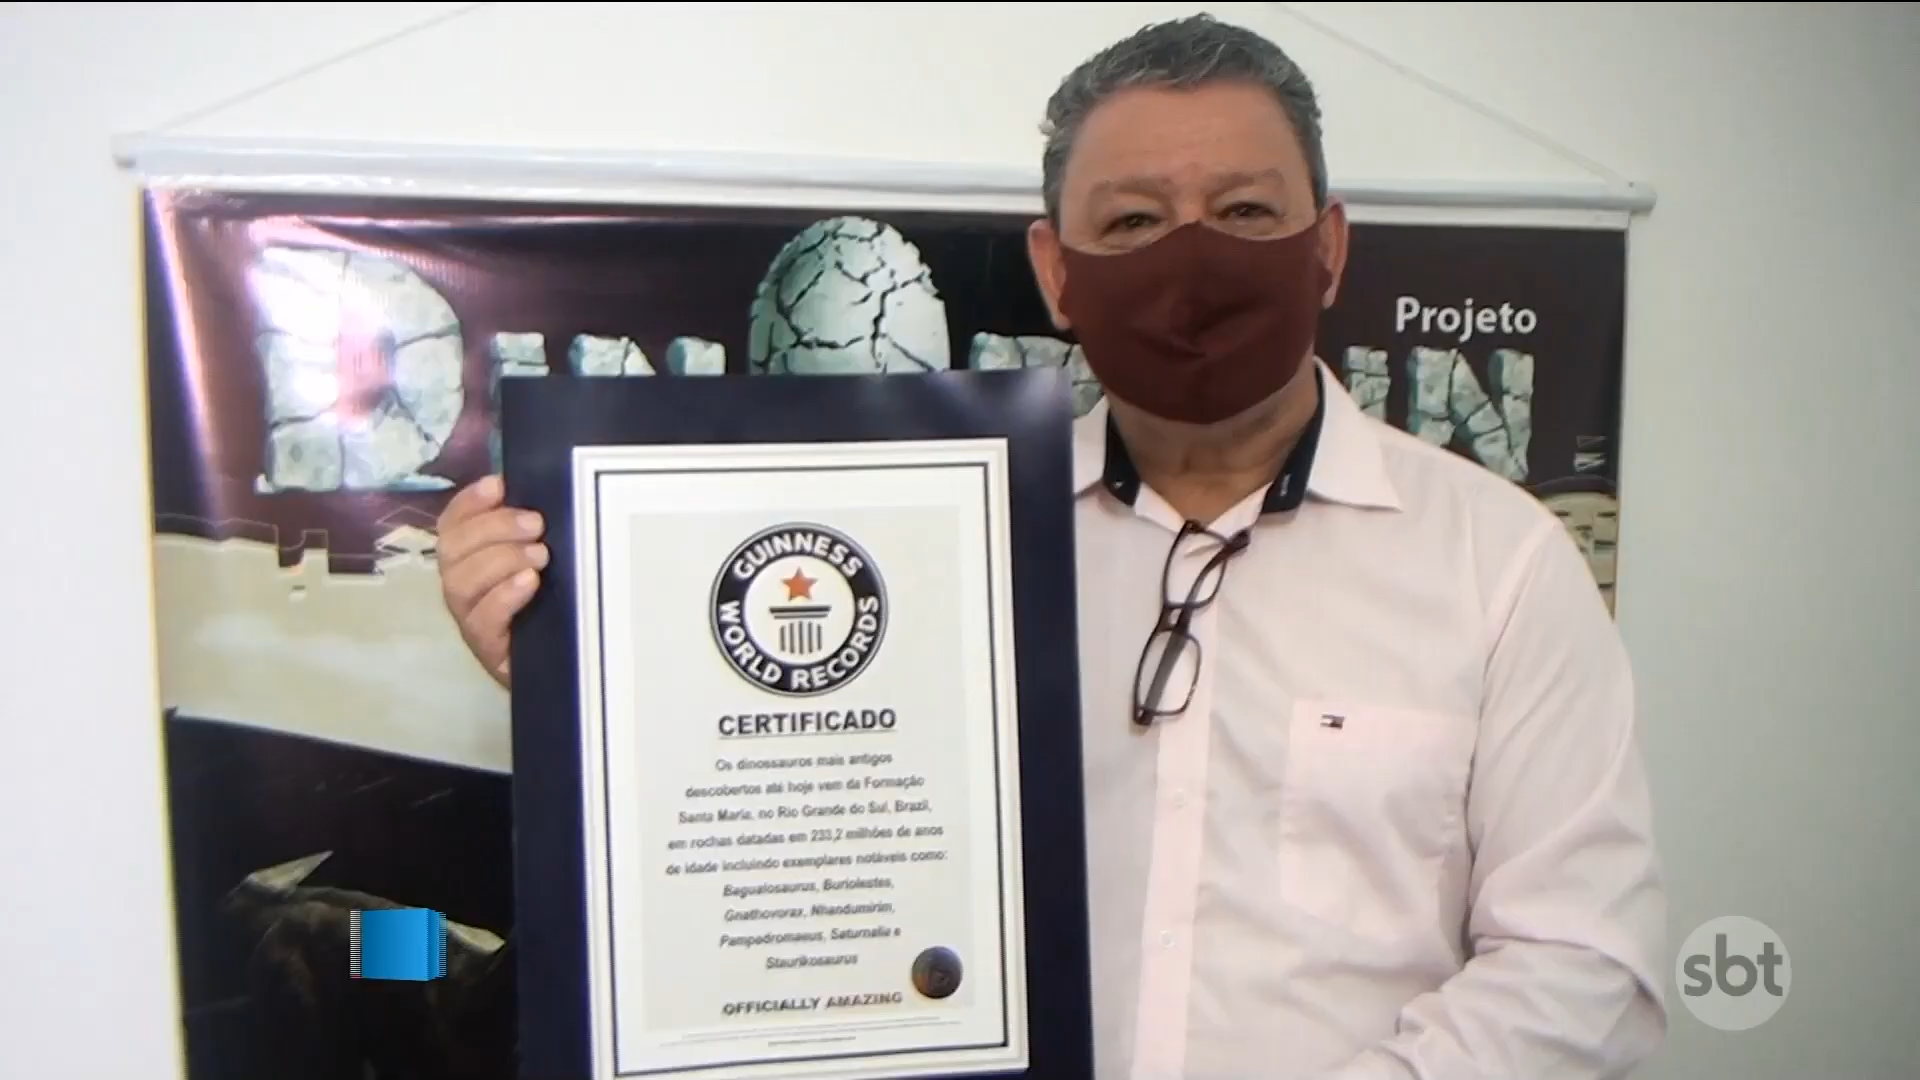 Projeto
GUINNESS
WORLD RECORDS
CERTIFICADO
Os dinossauros mais antigos
descobertos até hoje vem da Formação
Santa Maria, no Rio Grande do Sul, Brazil,
em rochas datadas em 233,2 milhões de anos
de idade incluindo exemplares notáveis como:
Bagualosaurus, Buriolestes,
Gnathovorax, Nhandumirim,
Pampadromaeus, Saturnalia e
Staurikosaurus
OFFICIALLY AMAZING
sbt